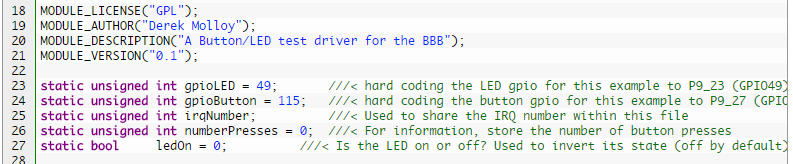 18 MODULE_LICENSE("GPL");
19 MODULE_AUTHOR("Derek Molloy");
20 MODULE_DESCRIPTION("A Button/LED test driver for the BBB");
21 MODULE_VERSION("0.1");
22
23 static unsigned int gpioLED = 49;       ///< hard coding the LED gpio for this example to P9_23 (GPIO49)
24 static unsigned int gpioButton = 115;   ///< hard coding the button gpio for this example to P9_27 (GPIO
25 static unsigned int irqNumber;          ///< Used to share the IRQ number within this file
26 static unsigned int numberPresses = 0;  ///< For information, store the number of button presses
27 static bool     ledOn = 0;          ///< Is the LED on or off? Used to invert its state (off by default)
28